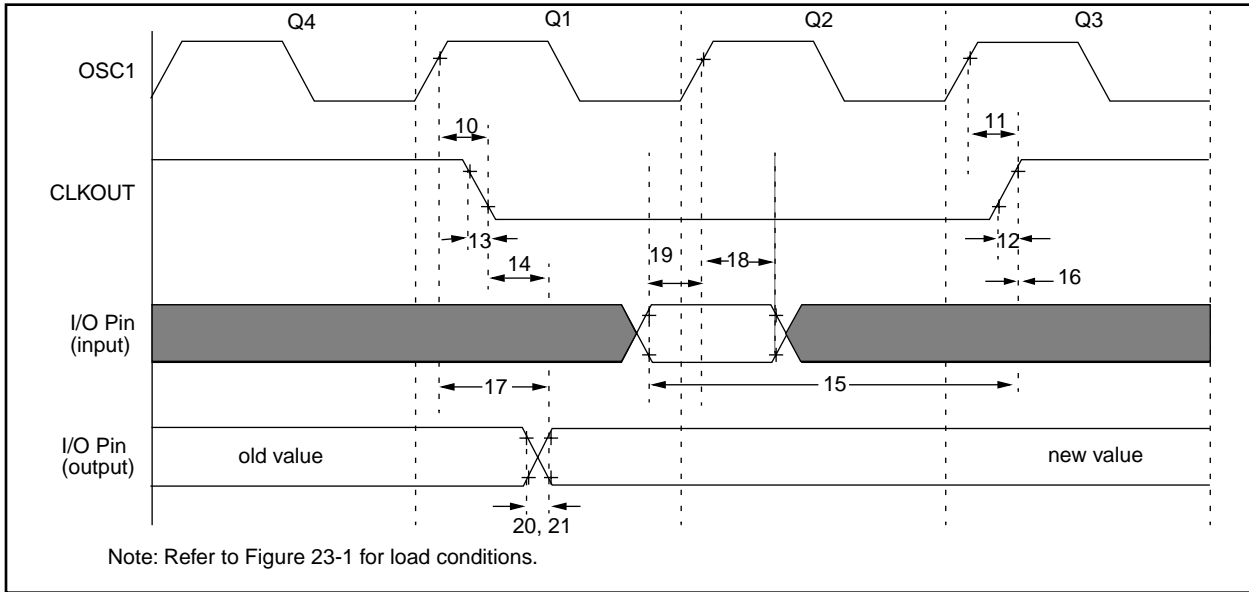 Q4 Q1 Q2 Q3
OSC1
10 11
CLKOUT
13 12
14 19 18
16
I/O Pin
(input)
17 15
I/O Pin
(output)
old value new value
20, 21
Note: Refer to Figure 23-1 for load conditions.